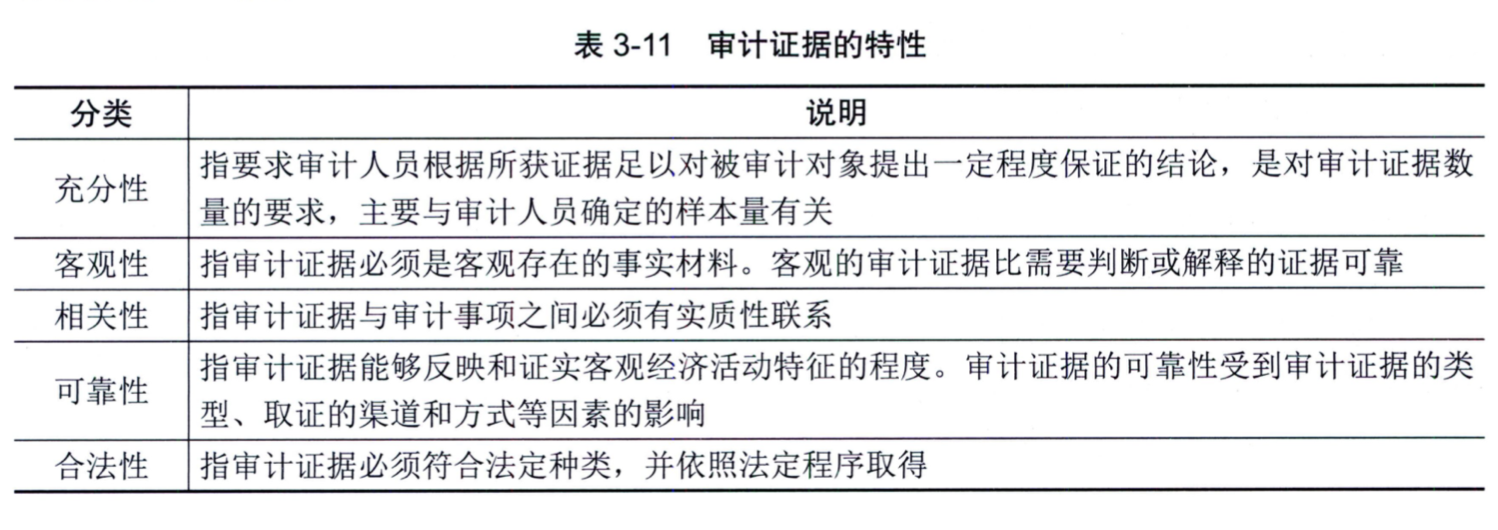 表 3-11 审计证据的特性
分类 说明
充分性 指要求审计人员根据所获证据足以对被审计对象提出一定程度保证的结论，是对审计证据数
量的要求，主要与审计人员确定的样本量有关
客观性 指审计证据必须是客观存在的事实材料。客观的审计证据比需要判断或解释的证据可靠
相关性 指审计证据与审计事项之间必须有实质性联系
可靠性 指审计证据能够反映和证实客观经济活动特征的程度。审计证据的可靠性受到审计证据的类
型、取证的渠道和方式等因素的影响
合法性 指审计证据必须符合法定种类，并依照法定程序取得